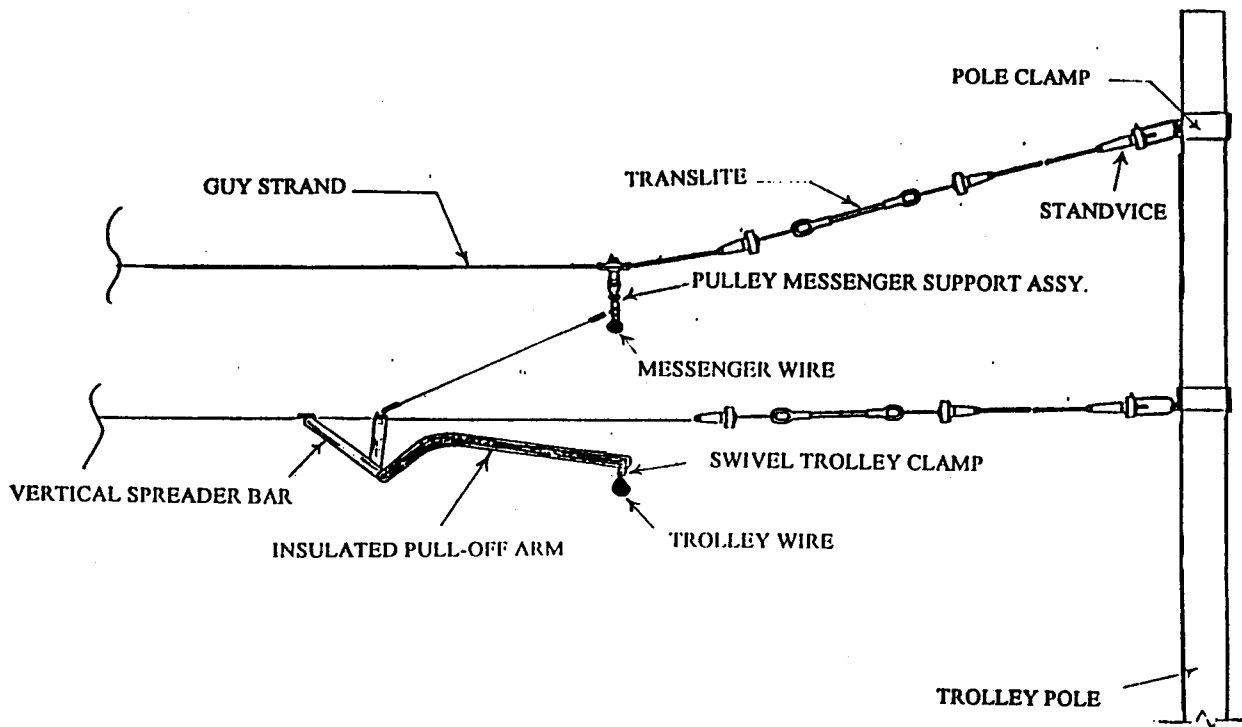 POLE CLAMP
GUY STRAND
TRANSLITE
STANDVICE
PULLEY MESSENGER SUPPORT ASSY.
MESSENGER WIRE
SWIVEL TROLLEY CLAMP
VERTICAL SPREADER BAR
INSULATED PULL-OFF ARM
TROLLEY WIRE
TROLLEY POLE